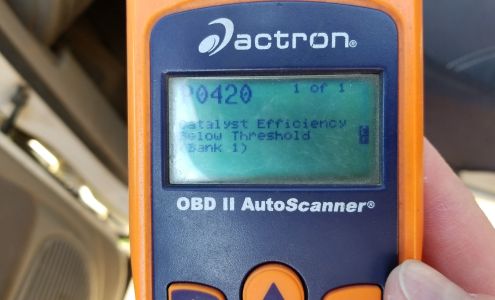 actron®
P0420 1 of 1
Catalyst Efficiency
Below Threshold
(Bank 1)
OBD II AutoScanner®